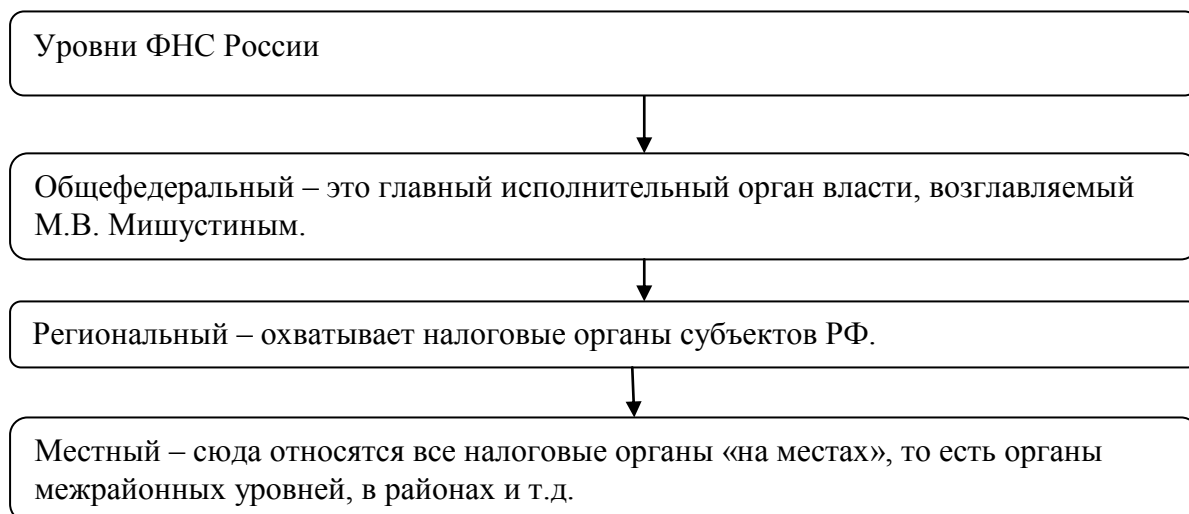 Уровни ФНС России
Общефедеральный – это главный исполнительный орган власти, возглавляемый
М.В. Мишустиным.
Региональный – охватывает налоговые органы субъектов РФ.
Местный – сюда относятся все налоговые органы «на местах», то есть органы
межрайонных уровней, в районах и т.д.